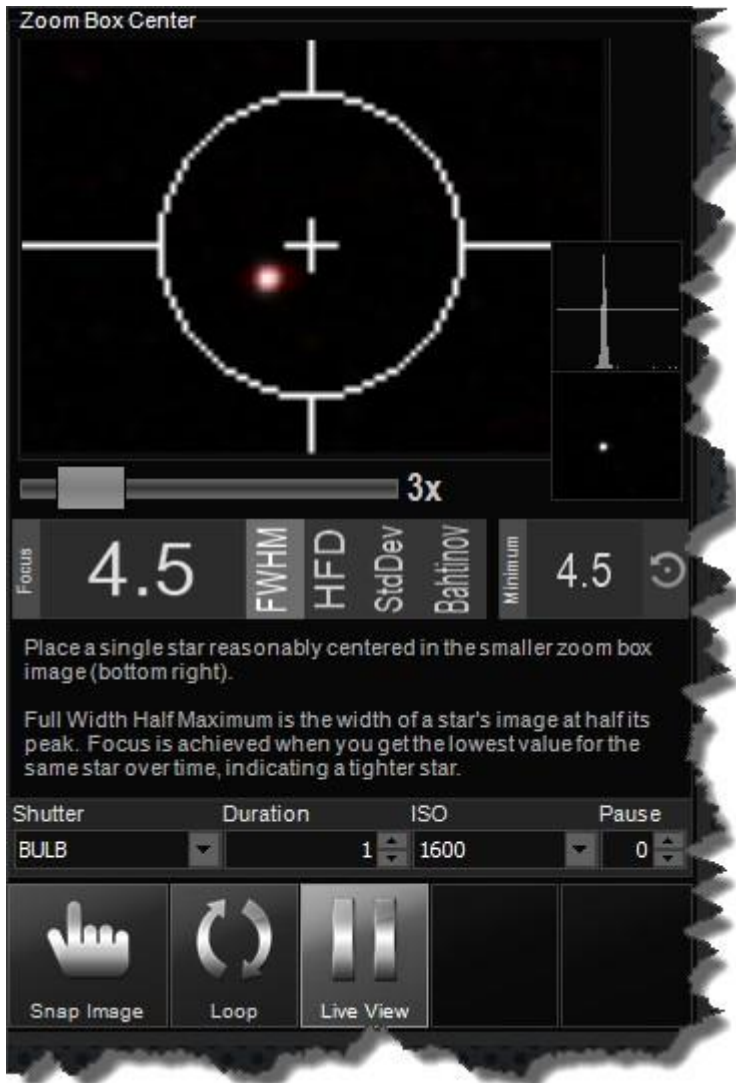 Zoom Box Center
3x
Focus
4.5
FWHM
HFD
StdDev
Bahtinov
Minimum
4.5
Place a single star reasonably centered in the smaller zoom box
image (bottom right).
Full Width Half Maximum is the width of a star's image at half its
peak. Focus is achieved when you get the lowest value for the
same star over time, indicating a tighter star.
Shutter Duration ISO Pause
BULB 1 1600 0
Snap Image Loop Live View